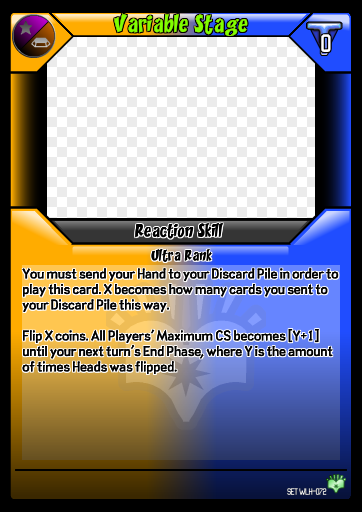 Variable Stage
0
Reaction Skill
Ultra Rank
You must send your Hand to your Discard Pile in order to
play this card. X becomes how many cards you sent to
your Discard Pile this way.
Flip X coins. All Players' Maximum CS becomes [Y+1]
until your next turn's End Phase, where Y is the amount
of times Heads was flipped.
SET WLH-072